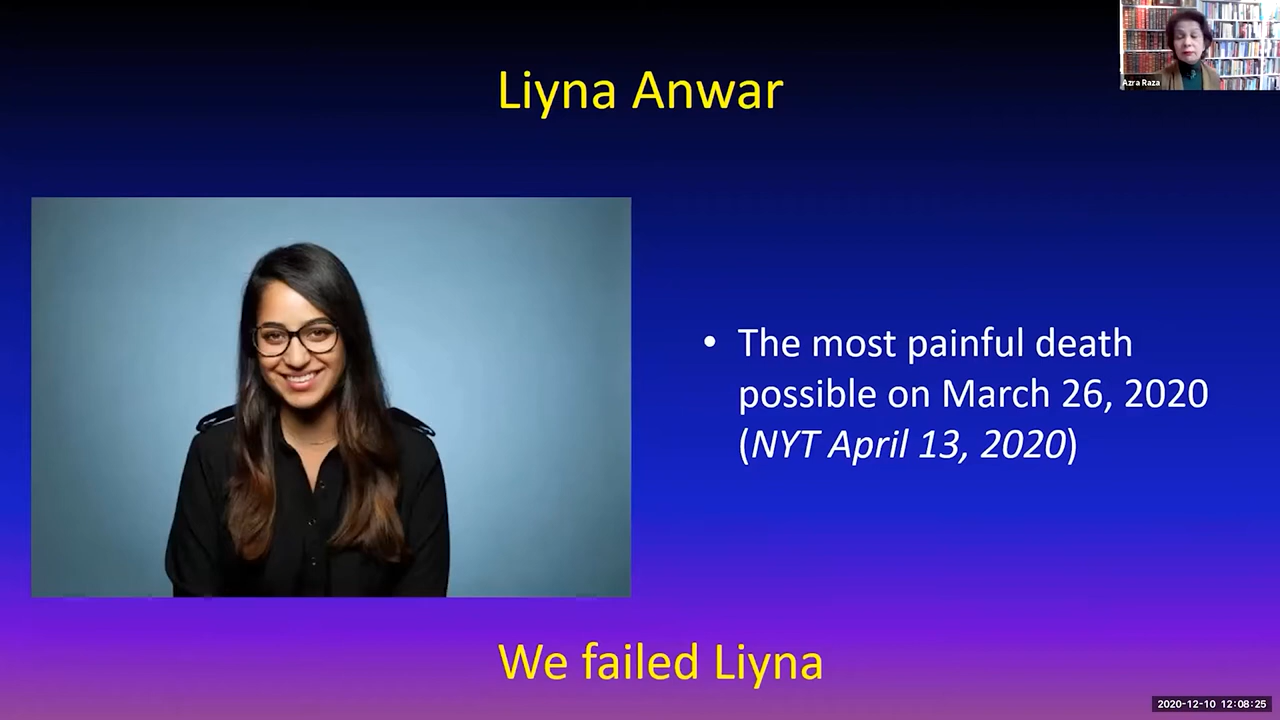 Liyna Anwar
Azra Raza
• The most painful death
possible on March 26, 2020
(NYT April 13, 2020)
We failed Liyna
2020-12-10 12:08:25